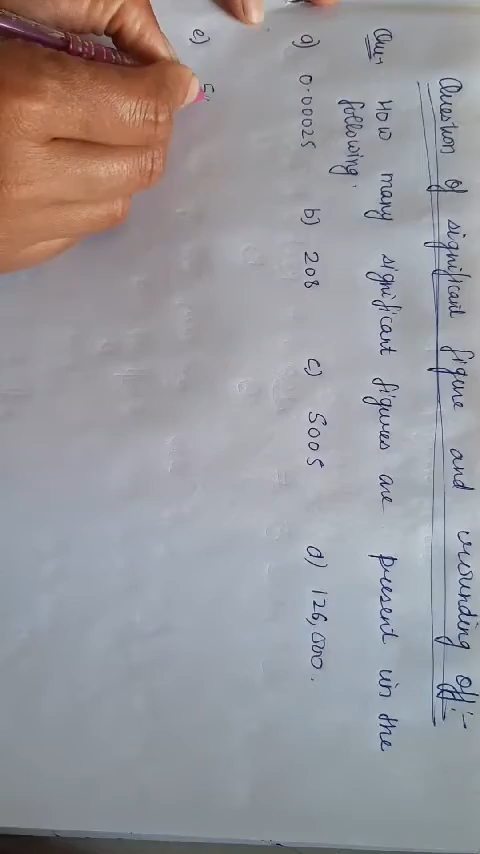 Question of significant figure and rounding off:-
Que- How many significant figures are present in the
following.
a) 0.00025 b) 208 c) 5005 d) 126,000.
e) 5